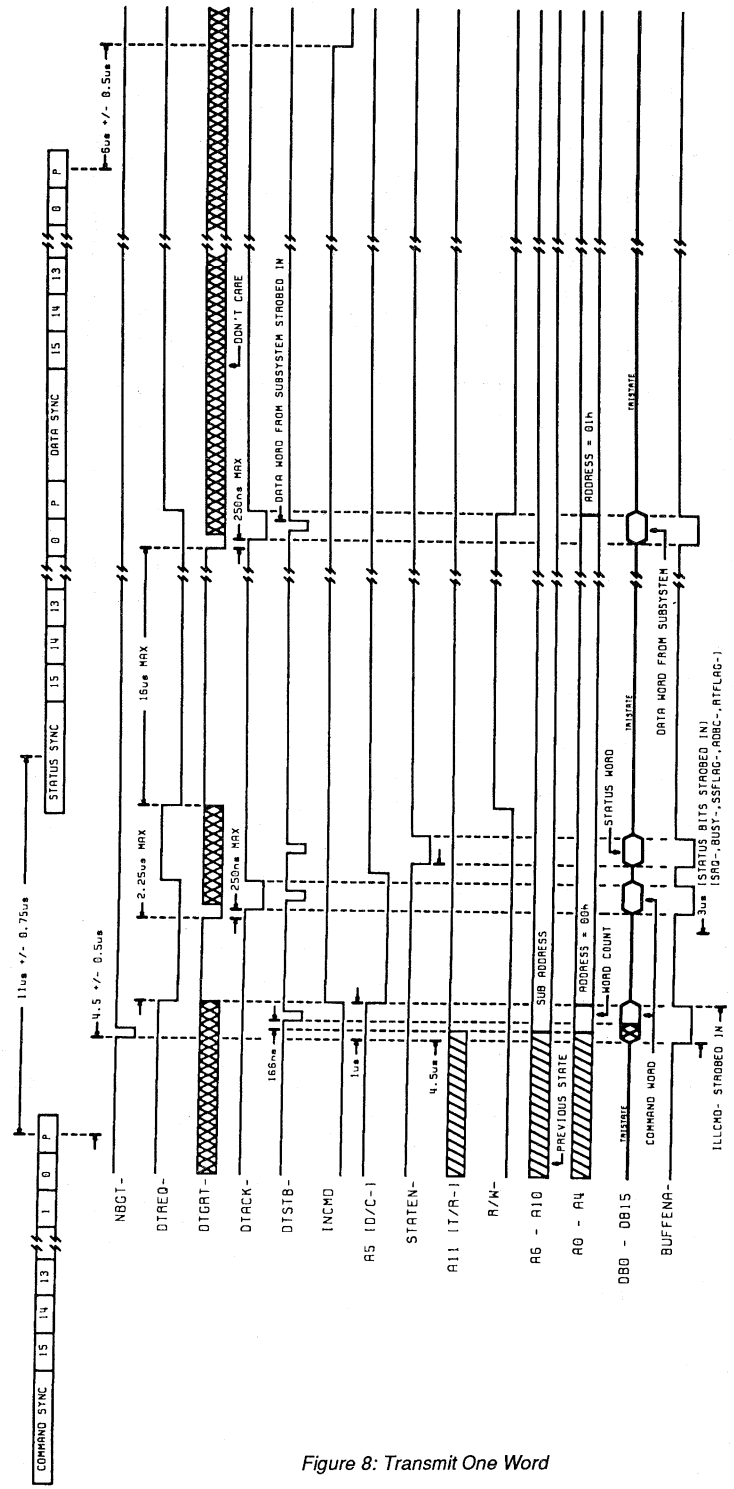 COMMAND SYNC 15 14 13 1 0 P
STATUS SYNC 15 14 13 0 P DATA SYNC 15 14 13 0 P
11us +/- 0.75us
6us +/- 0.5us
4.5 +/- 0.5us
NBGT-
DTREQ-
2.25us MAX
16us MAX
DTGRT-
DON'T CARE
250ns MAX
250ns MAX
DTACK-
DATA WORD FROM SUBSYSTEM STROBED IN
DTSTB-
166ns
INCMD
1us
A5 [D/C-]
STATEN-
4.5us
A11 [T/R-]
R/W-
A6 - A10
SUB ADDRESS
PREVIOUS STATE
A0 - A4
ADDRESS = 00h
ADDRESS = 01h
WORD COUNT
STATUS WORD
DB0 - DB15
TRISTATE
TRISTATE
TRISTATE
COMMAND WORD
DATA WORD FROM SUBSYSTEM
BUFFENA-
3us [STATUS BITS STROBED IN]
[SRQ-,BUSY-,SSFLAG-,ADBC-,RTFLAG-]
ILLCMD- STROBED IN
Figure 8: Transmit One Word